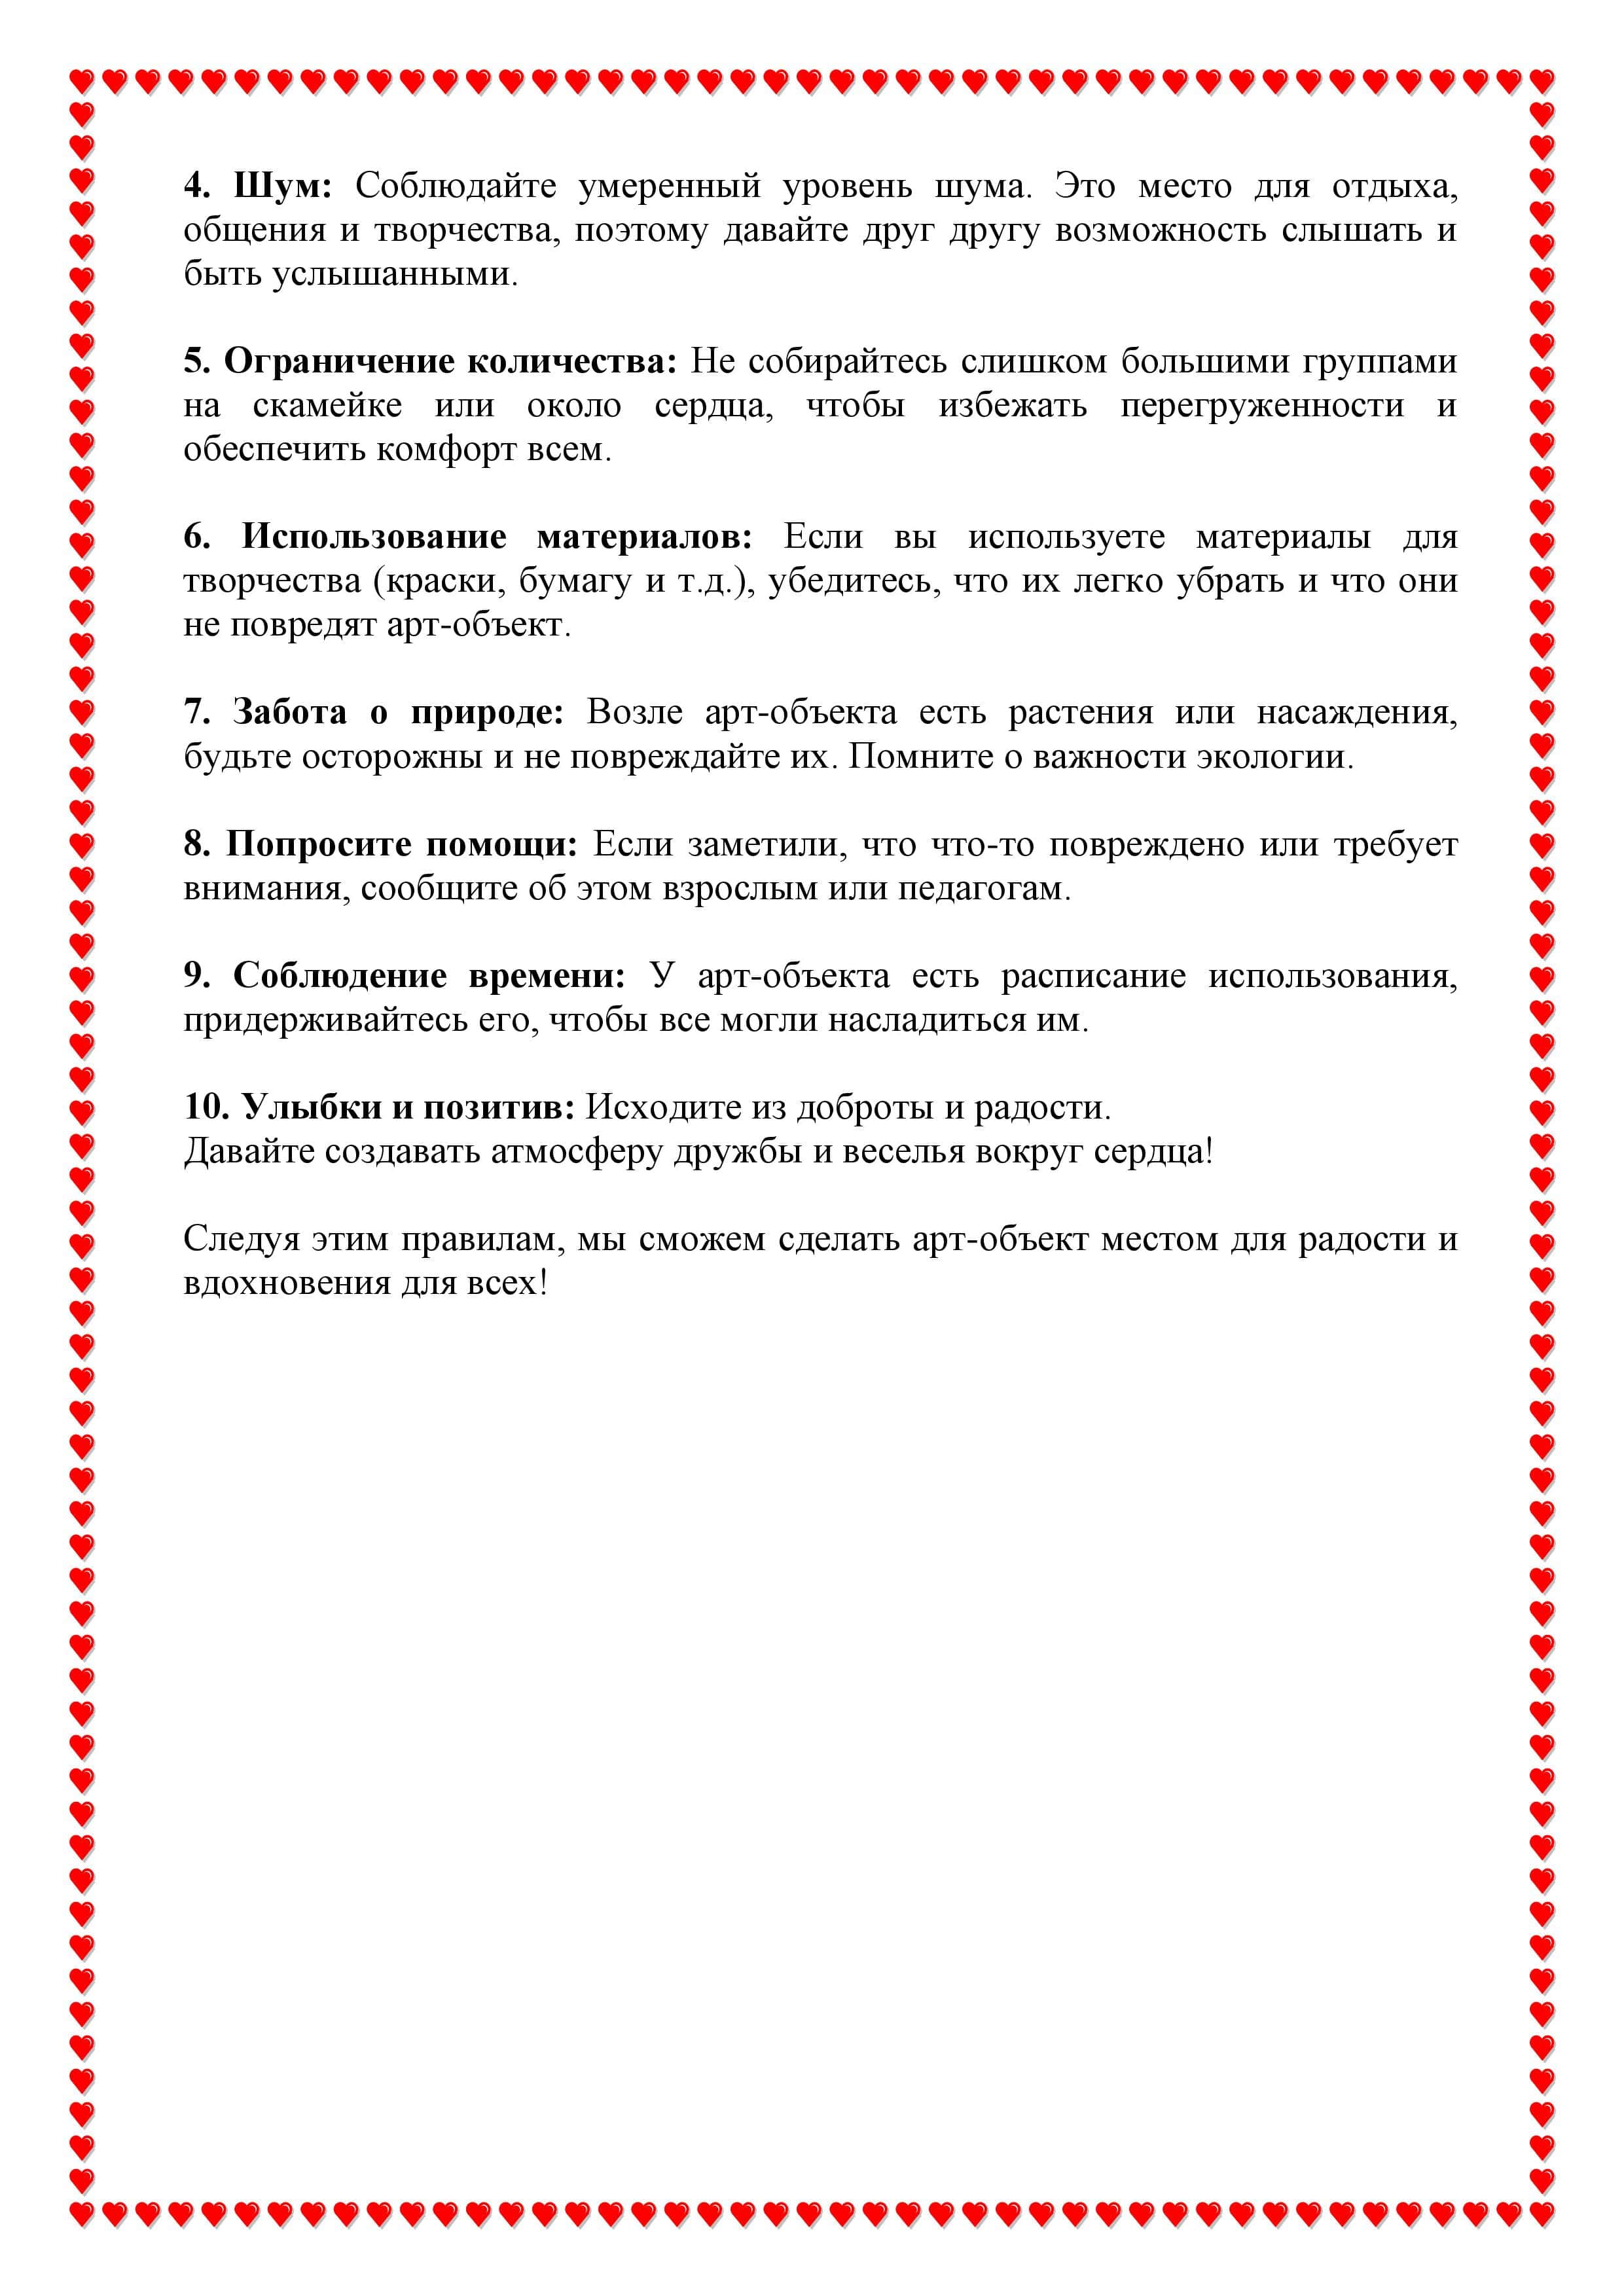 4. Шум: Соблюдайте умеренный уровень шума. Это место для отдыха,
общения и творчества, поэтому давайте друг другу возможность слышать и
быть услышанными.
5. Ограничение количества: Не собирайтесь слишком большими группами
на скамейке или около сердца, чтобы избежать перегруженности и
обеспечить комфорт всем.
6. Использование материалов: Если вы используете материалы для
творчества (краски, бумагу и т.д.), убедитесь, что их легко убрать и что они
не повредят арт-объект.
7. Забота о природе: Возле арт-объекта есть растения или насаждения,
будьте осторожны и не повреждайте их. Помните о важности экологии.
8. Попросите помощи: Если заметили, что что-то повреждено или требует
внимания, сообщите об этом взрослым или педагогам.
9. Соблюдение времени: У арт-объекта есть расписание использования,
придерживайтесь его, чтобы все могли насладиться им.
10. Улыбки и позитив: Исходите из доброты и радости.
Давайте создавать атмосферу дружбы и веселья вокруг сердца!
Следуя этим правилам, мы сможем сделать арт-объект местом для радости и
вдохновения для всех!